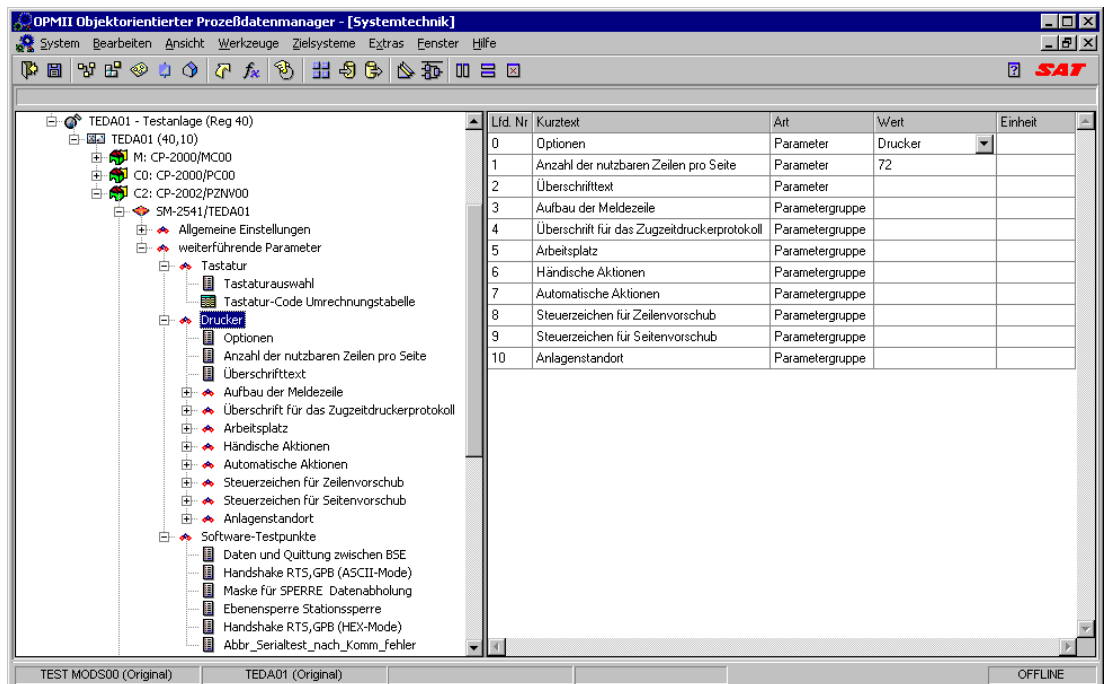 OPMII Objektorientierter Prozeßdatenmanager - [Systemtechnik]
System Bearbeiten Ansicht Werkzeuge Zielsysteme Extras Fenster Hilfe
SAT
TEDA01 - Testanlage (Reg 40)
TEDA01 (40,10)
M: CP-2000/MC00
C0: CP-2000/PC00
C2: CP-2002/PZNV00
SM-2541/TEDA01
Allgemeine Einstellungen
weiterführende Parameter
Tastatur
Tastaturauswahl
Tastatur-Code Umrechnungstabelle
Drucker
Optionen
Anzahl der nutzbaren Zeilen pro Seite
Überschrifttext
Aufbau der Meldezeile
Überschrift für das Zugzeitdruckerprotokoll
Arbeitsplatz
Händische Aktionen
Automatische Aktionen
Steuerzeichen für Zeilenvorschub
Steuerzeichen für Seitenvorschub
Anlagenstandort
Software-Testpunkte
Daten und Quittung zwischen BSE
Handshake RTS,GPB (ASCII-Mode)
Maske für SPERRE Datenabholung
Ebenensperre Stationssperre
Handshake RTS,GPB (HEX-Mode)
Abbr_Serialtest_nach_Komm_fehler
Lfd. Nr Kurztext Art Wert Einheit
0 Optionen Parameter Drucker
1 Anzahl der nutzbaren Zeilen pro Seite Parameter 72
2 Überschrifttext Parameter
3 Aufbau der Meldezeile Parametergruppe
4 Überschrift für das Zugzeitdruckerprotokoll Parametergruppe
5 Arbeitsplatz Parametergruppe
6 Händische Aktionen Parametergruppe
7 Automatische Aktionen Parametergruppe
8 Steuerzeichen für Zeilenvorschub Parametergruppe
9 Steuerzeichen für Seitenvorschub Parametergruppe
10 Anlagenstandort Parametergruppe
TEST MODS00 (Original) TEDA01 (Original) OFFLINE